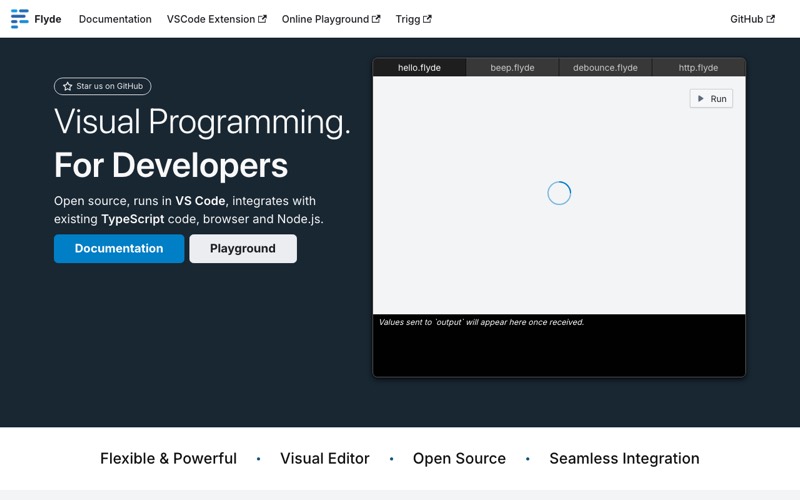 Flyde Documentation VSCode Extension Online Playground Trigg GitHub
Star us on GitHub
Visual Programming.
For Developers
Open source, runs in VS Code, integrates with
existing TypeScript code, browser and Node.js.
Documentation Playground
hello.flyde beep.flyde debounce.flyde http.flyde
Run
Values sent to `output` will appear here once received.
Flexible & Powerful • Visual Editor • Open Source • Seamless Integration